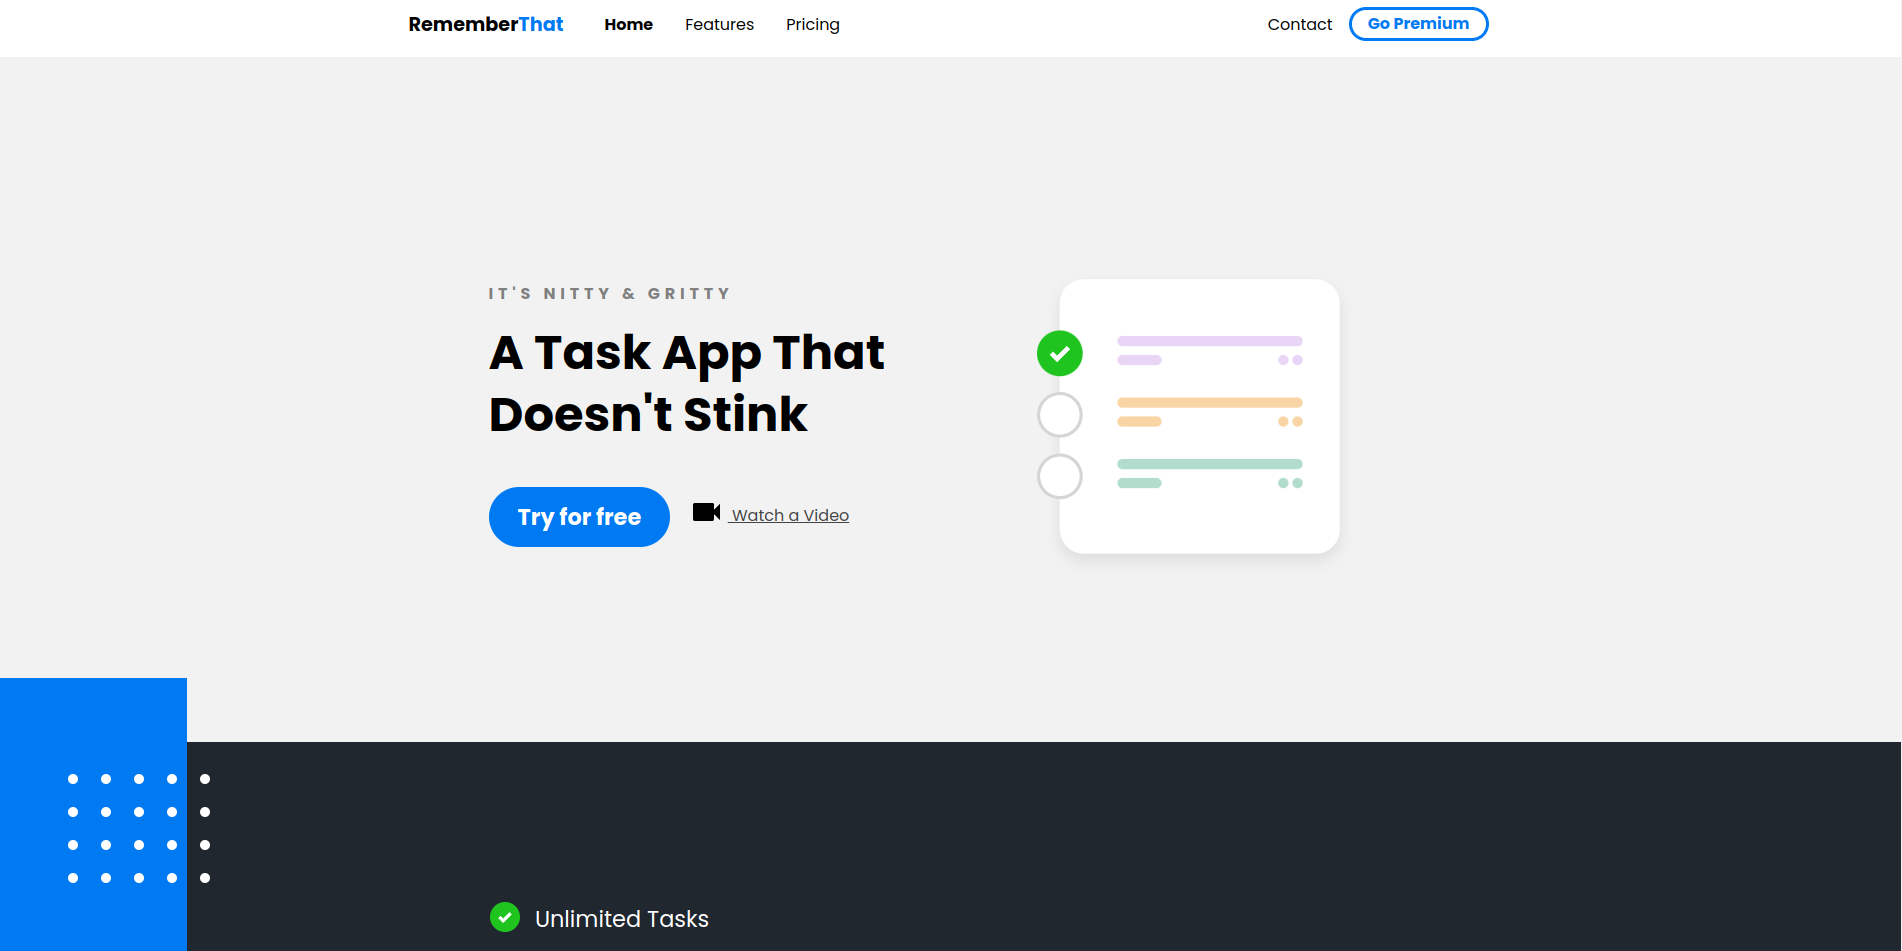 RememberThat Home Features Pricing Contact Go Premium
IT'S NITTY & GRITTY
A Task App That
Doesn't Stink
Try for free Watch a Video
Unlimited Tasks